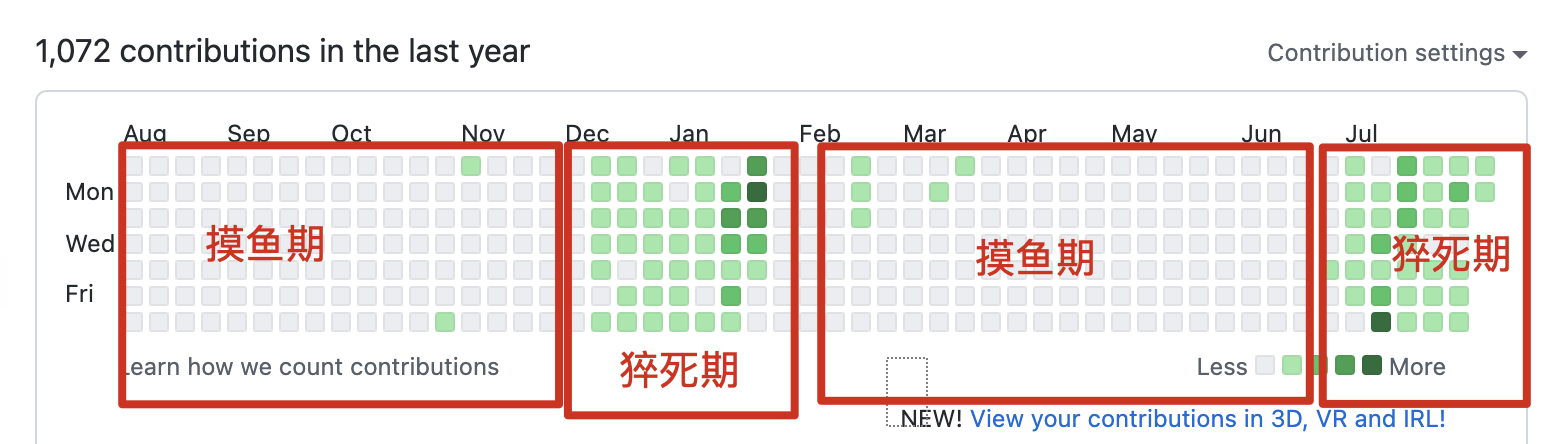 1,072 contributions in the last year
Contribution settings
Aug Sep Oct Nov Dec Jan Feb Mar Apr May Jun Jul
Mon
Wed
Fri
摸鱼期
摸鱼期
猝死期
猝死期
Learn how we count contributions
Less More
NEW! View your contributions in 3D, VR and IRL!